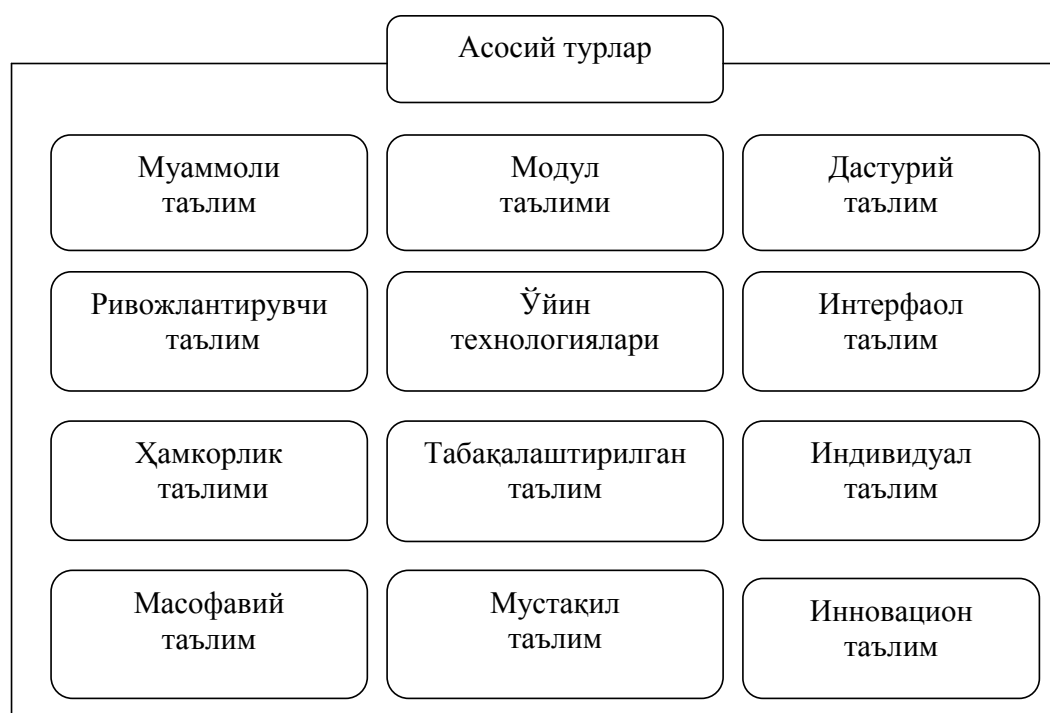 Асосий турлар
Муаммоли
таълим
Модул
таълими
Дастурий
таълим
Ривожлантирувчи
таълим
Ўйин
технологиялари
Интерфаол
таълим
Ҳамкорлик
таълими
Табақалаштирилган
таълим
Индивидуал
таълим
Масофавий
таълим
Мустақил
таълим
Инновацион
таълим